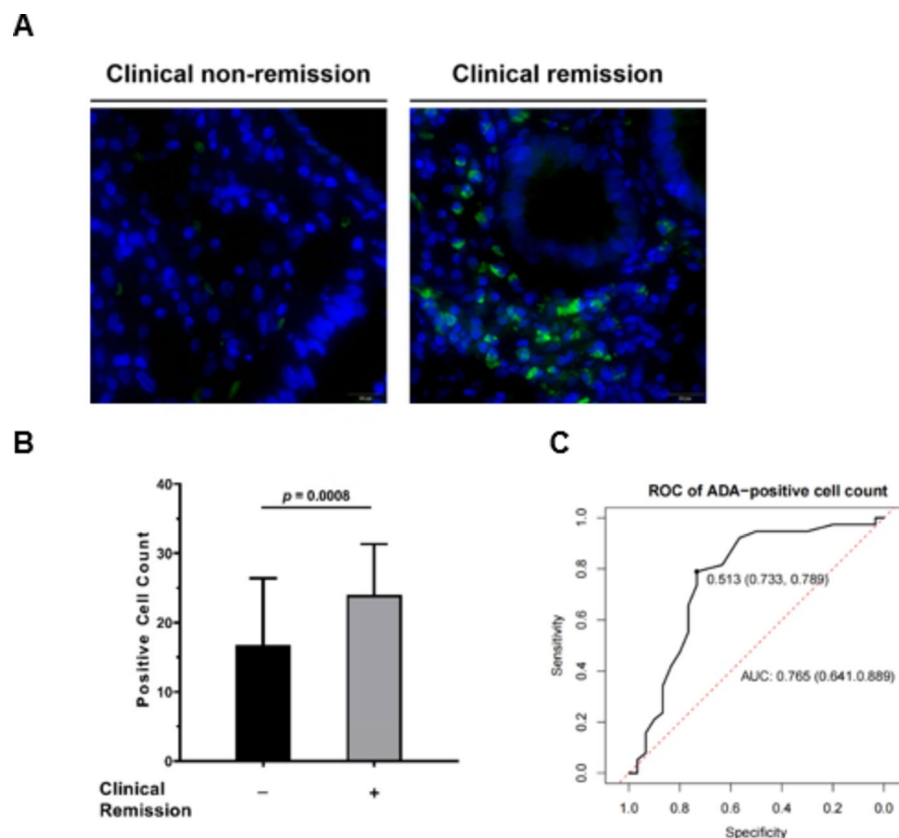 A
Clinical non-remission
Clinical remission
B
40
p = 0.0008
30
20
10
0
Positive Cell Count
Clinical
Remission
–
+
C
ROC of ADA−positive cell count
1.0
0.8
0.6
0.4
0.2
0.0
Sensitivity
0.513 (0.733, 0.789)
AUC: 0.765 (0.641.0.889)
1.0 0.8 0.6 0.4 0.2 0.0
Specificity